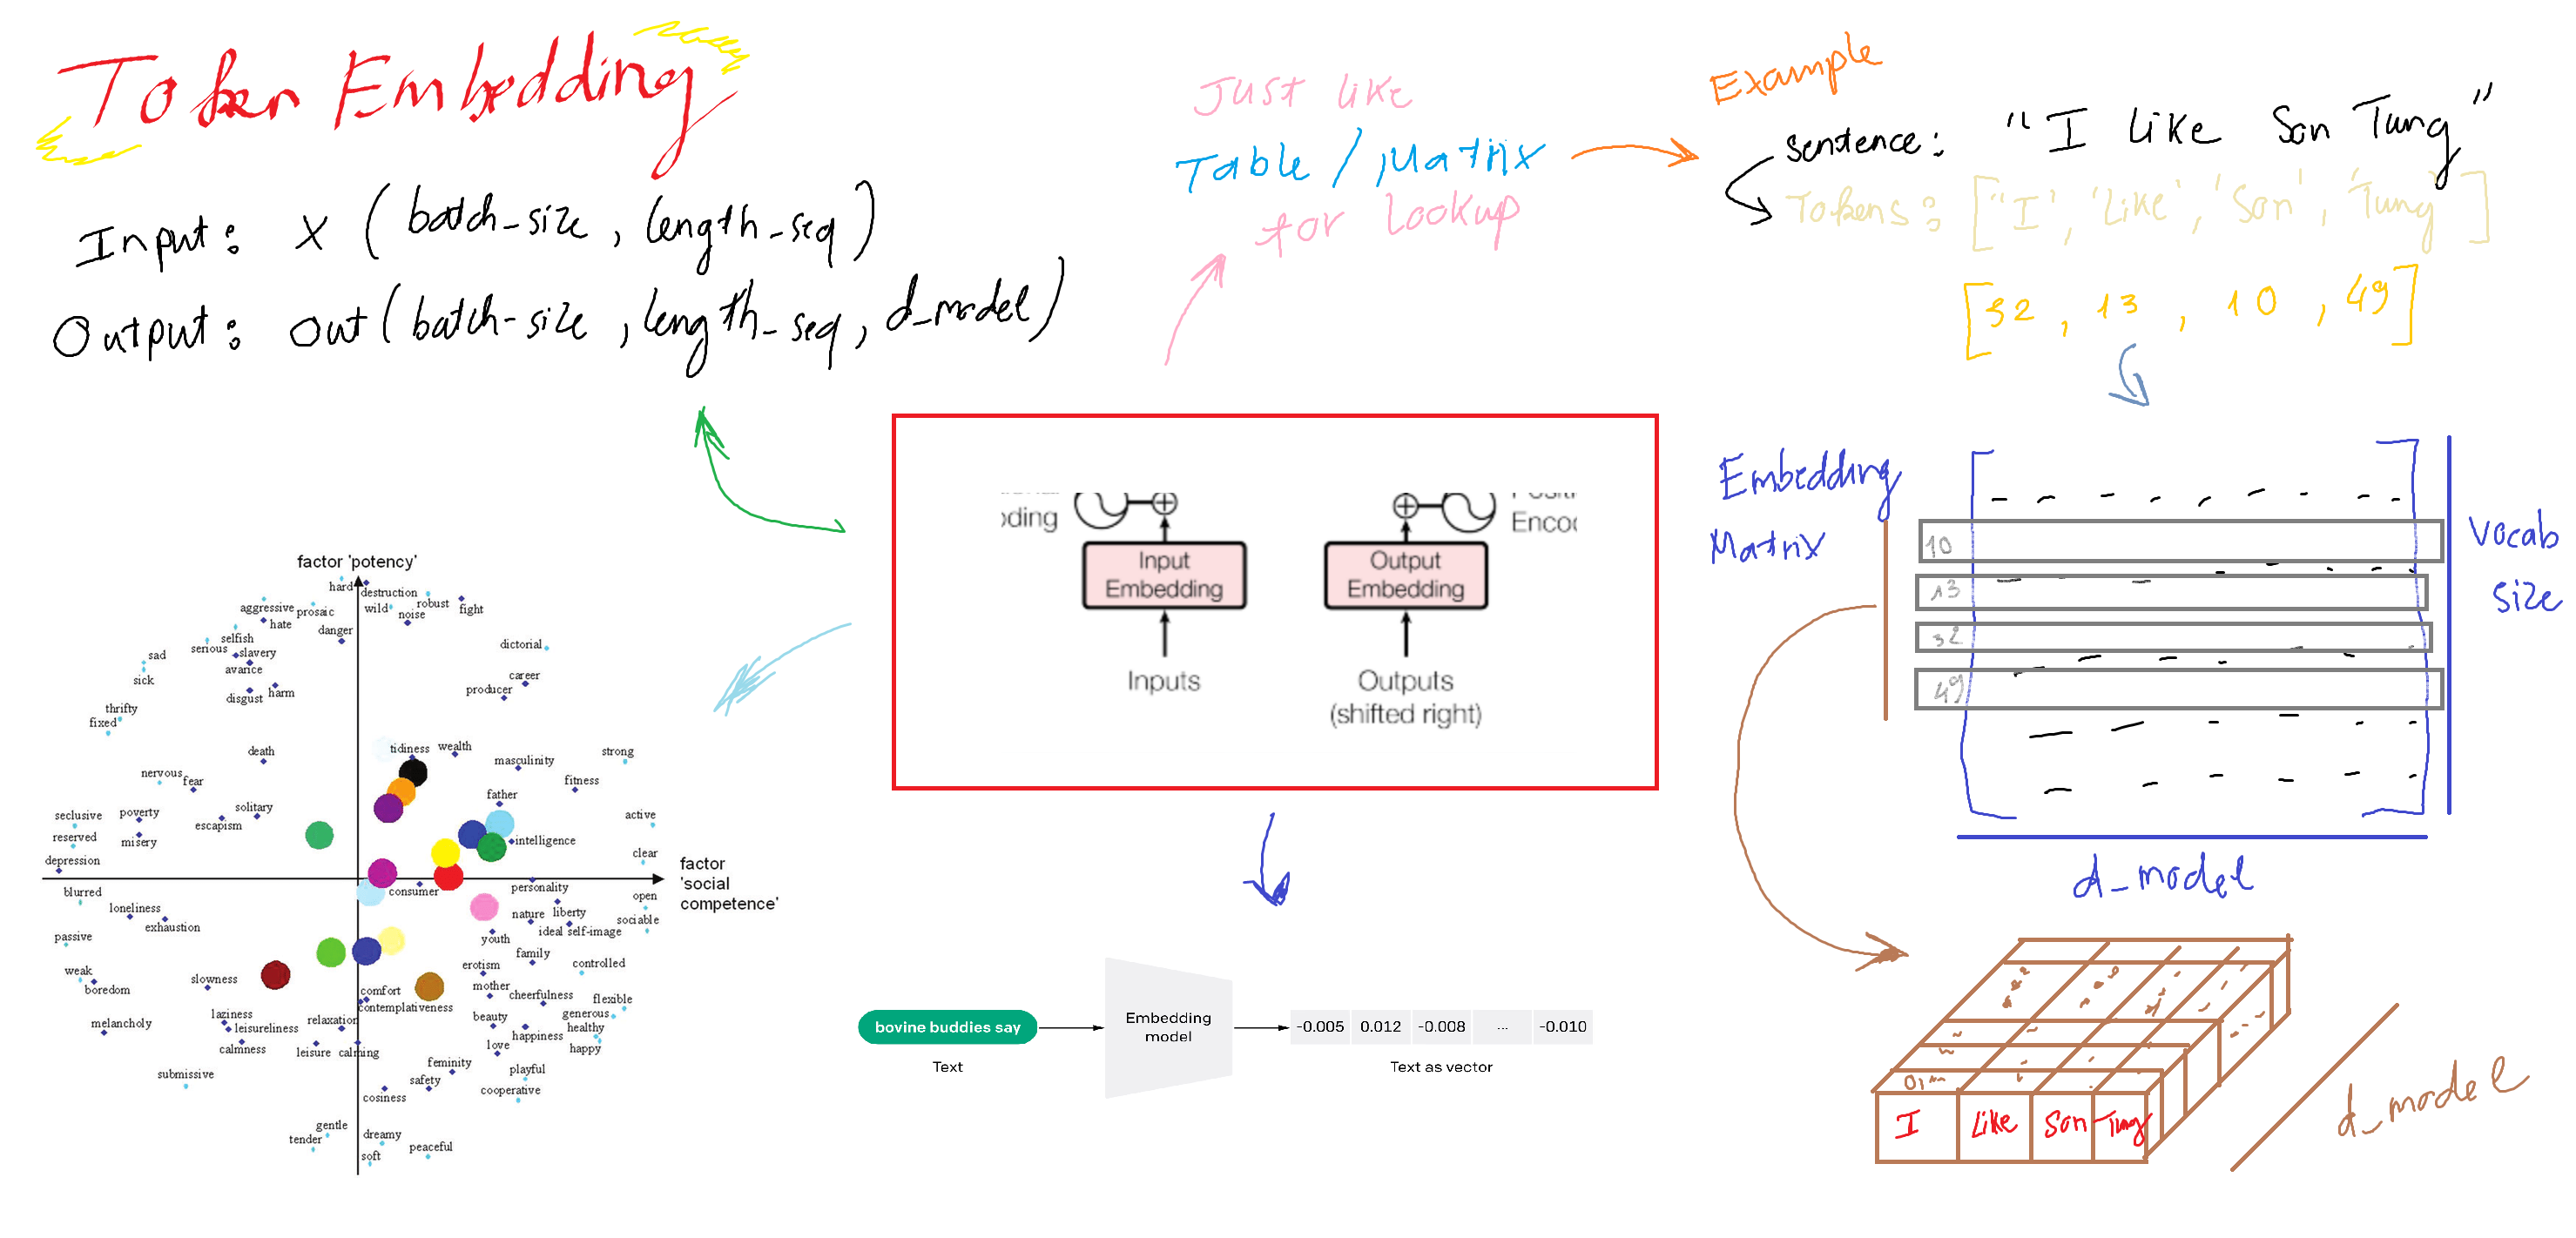 Token Embedding
Input: x (batch_size, length_seq)
Output: out(batch-size, length_seq, d_model)
Just like
Table / Matrix
for lookup
Example
sentence: "I like Son Tung"
Tokens: ["I', 'Like', 'Son', 'Tung']
[32, 13, 10, 49]
Embedding
Matrix
10
13
32
49
vocab
size
d_model
I Like Son Tung
d_model
oding
Encoc
Input
Embedding
Output
Embedding
Inputs
Outputs
(shifted right)
bovine buddies say
Embedding
model
-0.005 0.012 -0.008 ... -0.010
Text
Text as vector
factor 'potency'
hard
destruction
aggressive
prosaic
wild
robust
fight
noise
hate
danger
selfish
serious
slavery
avarice
dictorial
sad
sick
disgust
harm
career
producer
thrifty
fixed
death
tidiness
wealth
masculinity
strong
nervous
fear
fitness
father
seclusive
poverty
solitary
escapism
active
reserved
misery
intelligence
clear
depression
factor
'social
competence'
blurred
consumer
personality
open
loneliness
exhaustion
nature
liberty
sociable
ideal self-image
passive
youth
family
weak
boredom
slowness
erotism
controlled
comfort
contemplativeness
mother
cheerfulness
flexible
generous
melancholy
laziness
leisureliness
relaxation
beauty
happiness
healthy
calmness
leisure
calming
love
happy
submissive
feminity
safety
playful
cooperative
cosiness
gentle
tender
dreamy
soft
peaceful